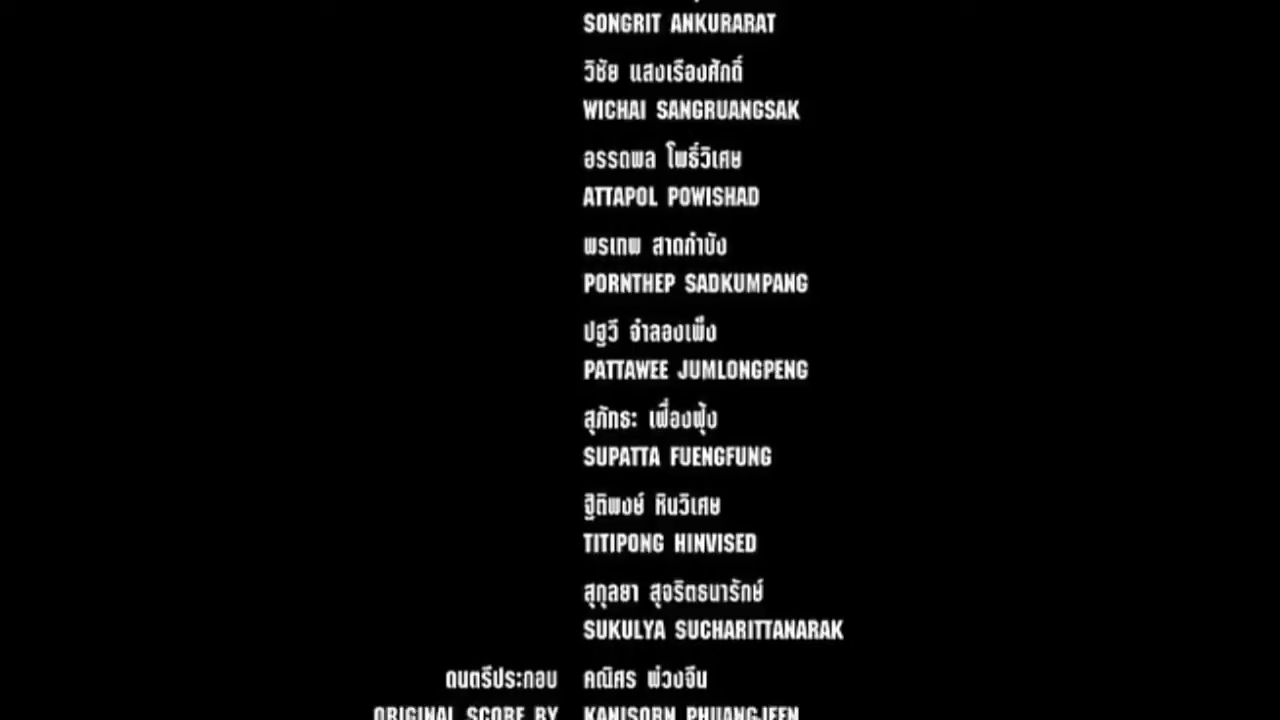 SONGRIT ANKURARAT
วิชัย แสงเรืองศักดิ์
WICHAI SANGRUANGSAK
อรรถพล โพธิ์วิเศษ
ATTAPOL POWISHAD
พรเทพ สาดกำบัง
PORNTHEP SADKUMPANG
ปฐวี จำลองเพ็ง
PATTAWEE JUMLONGPENG
สุภัทธะ เฟื่องฟุ้ง
SUPATTA FUENGFUNG
ฐิติพงษ์ หินวิเศษ
TITIPONG HINVISED
สุกุลยา สุจริตธนารักษ์
SUKULYA SUCHARITTANARAK
ดนตรีประกอบ คณิศร พ่วงจีน
ORIGINAL SCORE BY KANISORN PHUANGJEEN